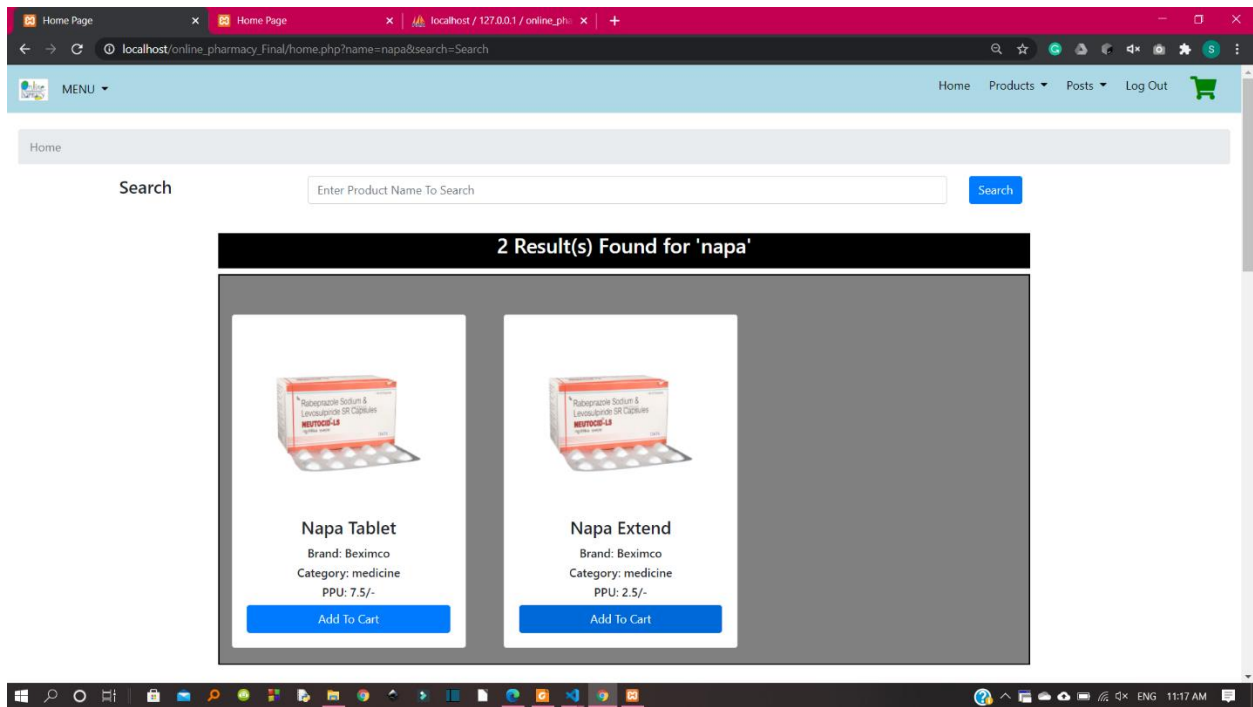 Home Page
Home Page
localhost / 127.0.0.1 / online_pha
localhost/online_pharmacy_Final/home.php?name=napa&search=Search
S
MENU
Home Products Posts Log Out
Home
Search
Enter Product Name To Search
Search
2 Result(s) Found for 'napa'
Rabeprazole Sodium &
Levosulpiride SR Capsules
NEUTOCID-LS
Napa Tablet
Brand: Beximco
Category: medicine
PPU: 7.5/-
Add To Cart
Rabeprazole Sodium &
Levosulpiride SR Capsules
NEUTOCID-LS
Napa Extend
Brand: Beximco
Category: medicine
PPU: 2.5/-
Add To Cart
ENG 11:17 AM